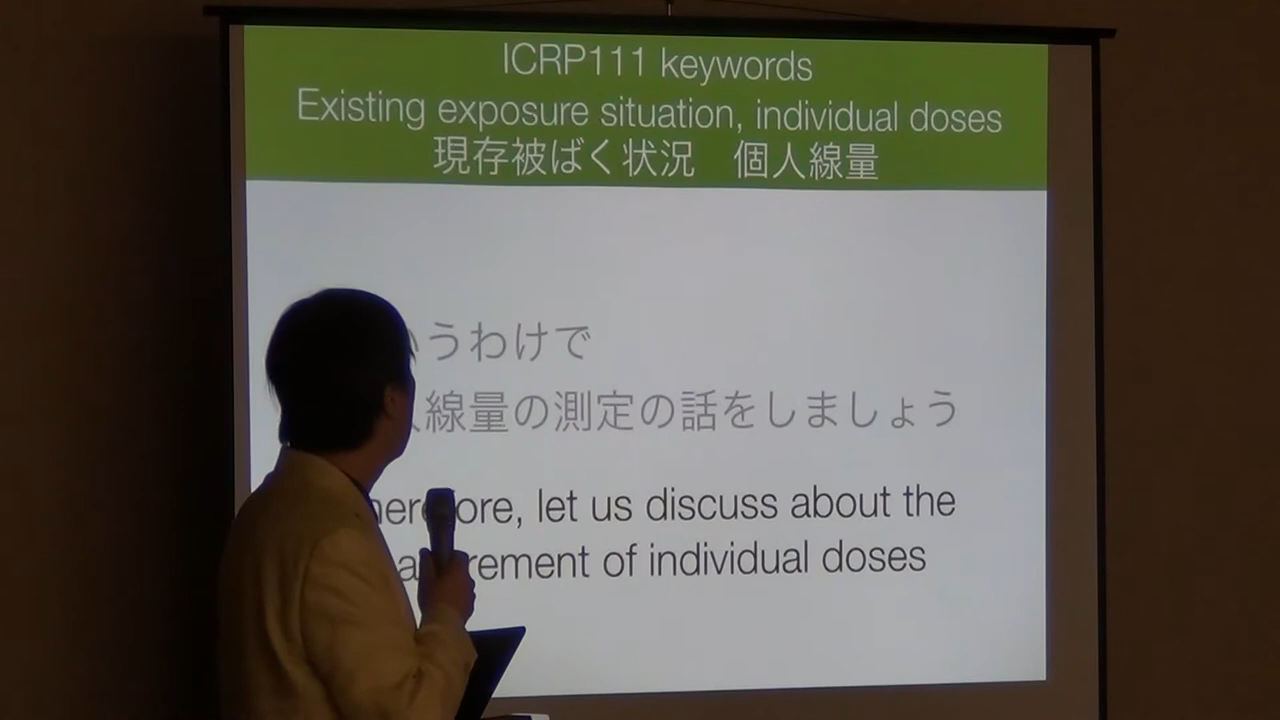 ICRP111 keywords
Existing exposure situation, individual doses
現存被ばく状況　個人線量
うわけで
線量の測定の話をしましょう
let us discuss about the
of individual doses